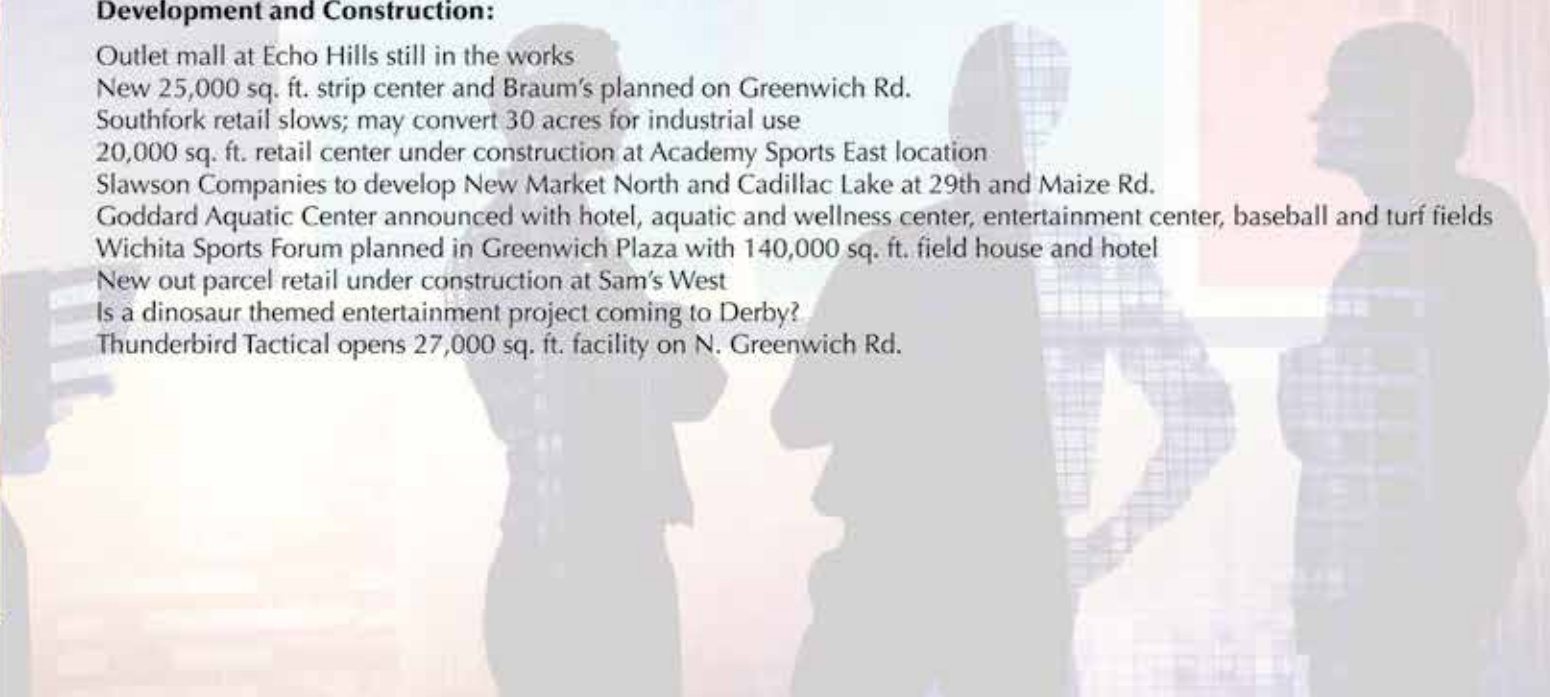 Development and Construction:
Outlet mall at Echo Hills still in the works
New 25,000 sq. ft. strip center and Braum's planned on Greenwich Rd.
Southfork retail slows; may convert 30 acres for industrial use
20,000 sq. ft. retail center under construction at Academy Sports East location
Slawson Companies to develop New Market North and Cadillac Lake at 29th and Maize Rd.
Goddard Aquatic Center announced with hotel, aquatic and wellness center, entertainment center, baseball and turf fields
Wichita Sports Forum planned in Greenwich Plaza with 140,000 sq. ft. field house and hotel
New out parcel retail under construction at Sam's West
Is a dinosaur themed entertainment project coming to Derby?
Thunderbird Tactical opens 27,000 sq. ft. facility on N. Greenwich Rd.